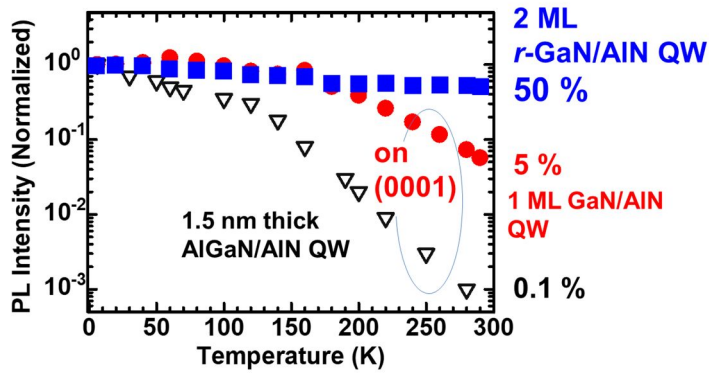 2 ML
r-GaN/AlN QW
50 %
PL Intensity (Normalized)
10⁰
10⁻¹
10⁻²
10⁻³
on
(0001)
5 %
1 ML GaN/AlN
QW
1.5 nm thick
AlGaN/AlN QW
0.1 %
0 50 100 150 200 250 300
Temperature (K)